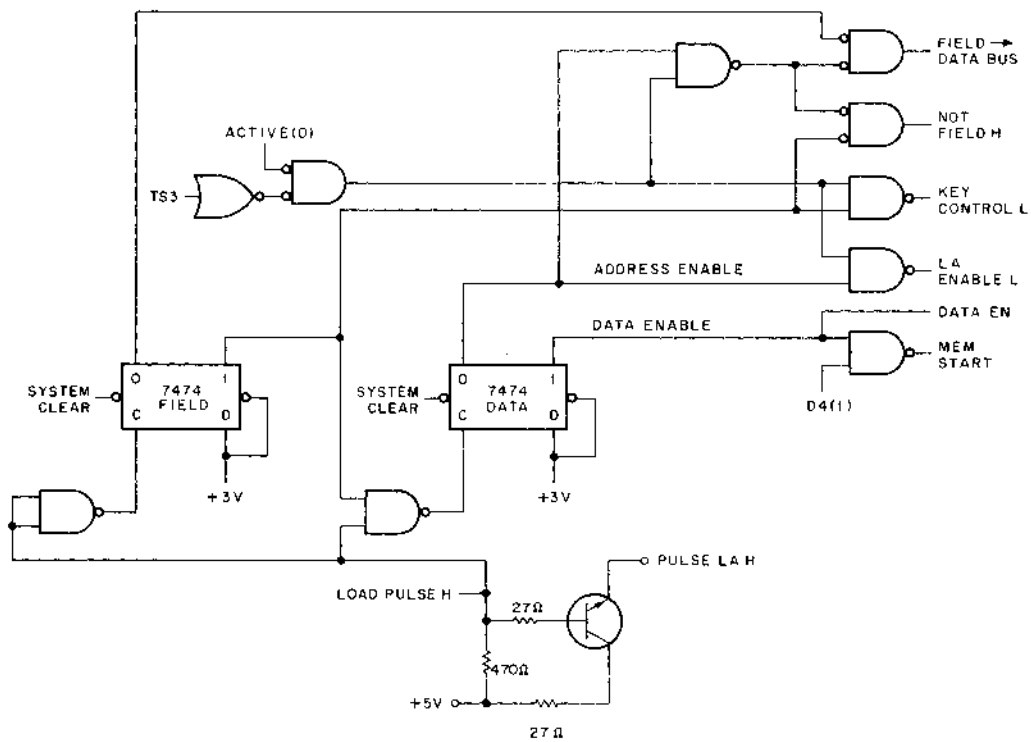 FIELD →
DATA BUS
NOT
FIELD H
ACTIVE(0)
TS3
KEY
CONTROL L
LA
ENABLE L
ADDRESS ENABLE
DATA EN
DATA ENABLE
MEM
START
D4(1)
SYSTEM
CLEAR
0
1
7474
FIELD
C
D
+3V
SYSTEM
CLEAR
0
1
7474
DATA
C
D
+3V
PULSE LA H
LOAD PULSE H
27Ω
470Ω
+5V
27Ω